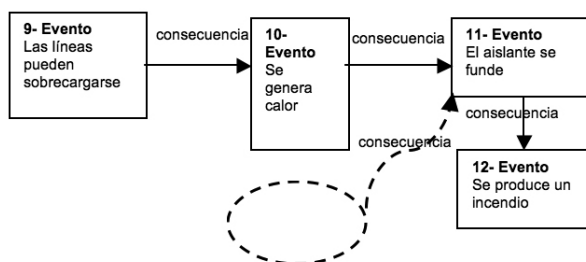 9- Evento
Las líneas
pueden
sobrecargarse
consecuencia
10-
Evento
Se
genera
calor
consecuencia
11- Evento
El aislante se
funde
consecuencia
consecuencia
12- Evento
Se produce un
incendio